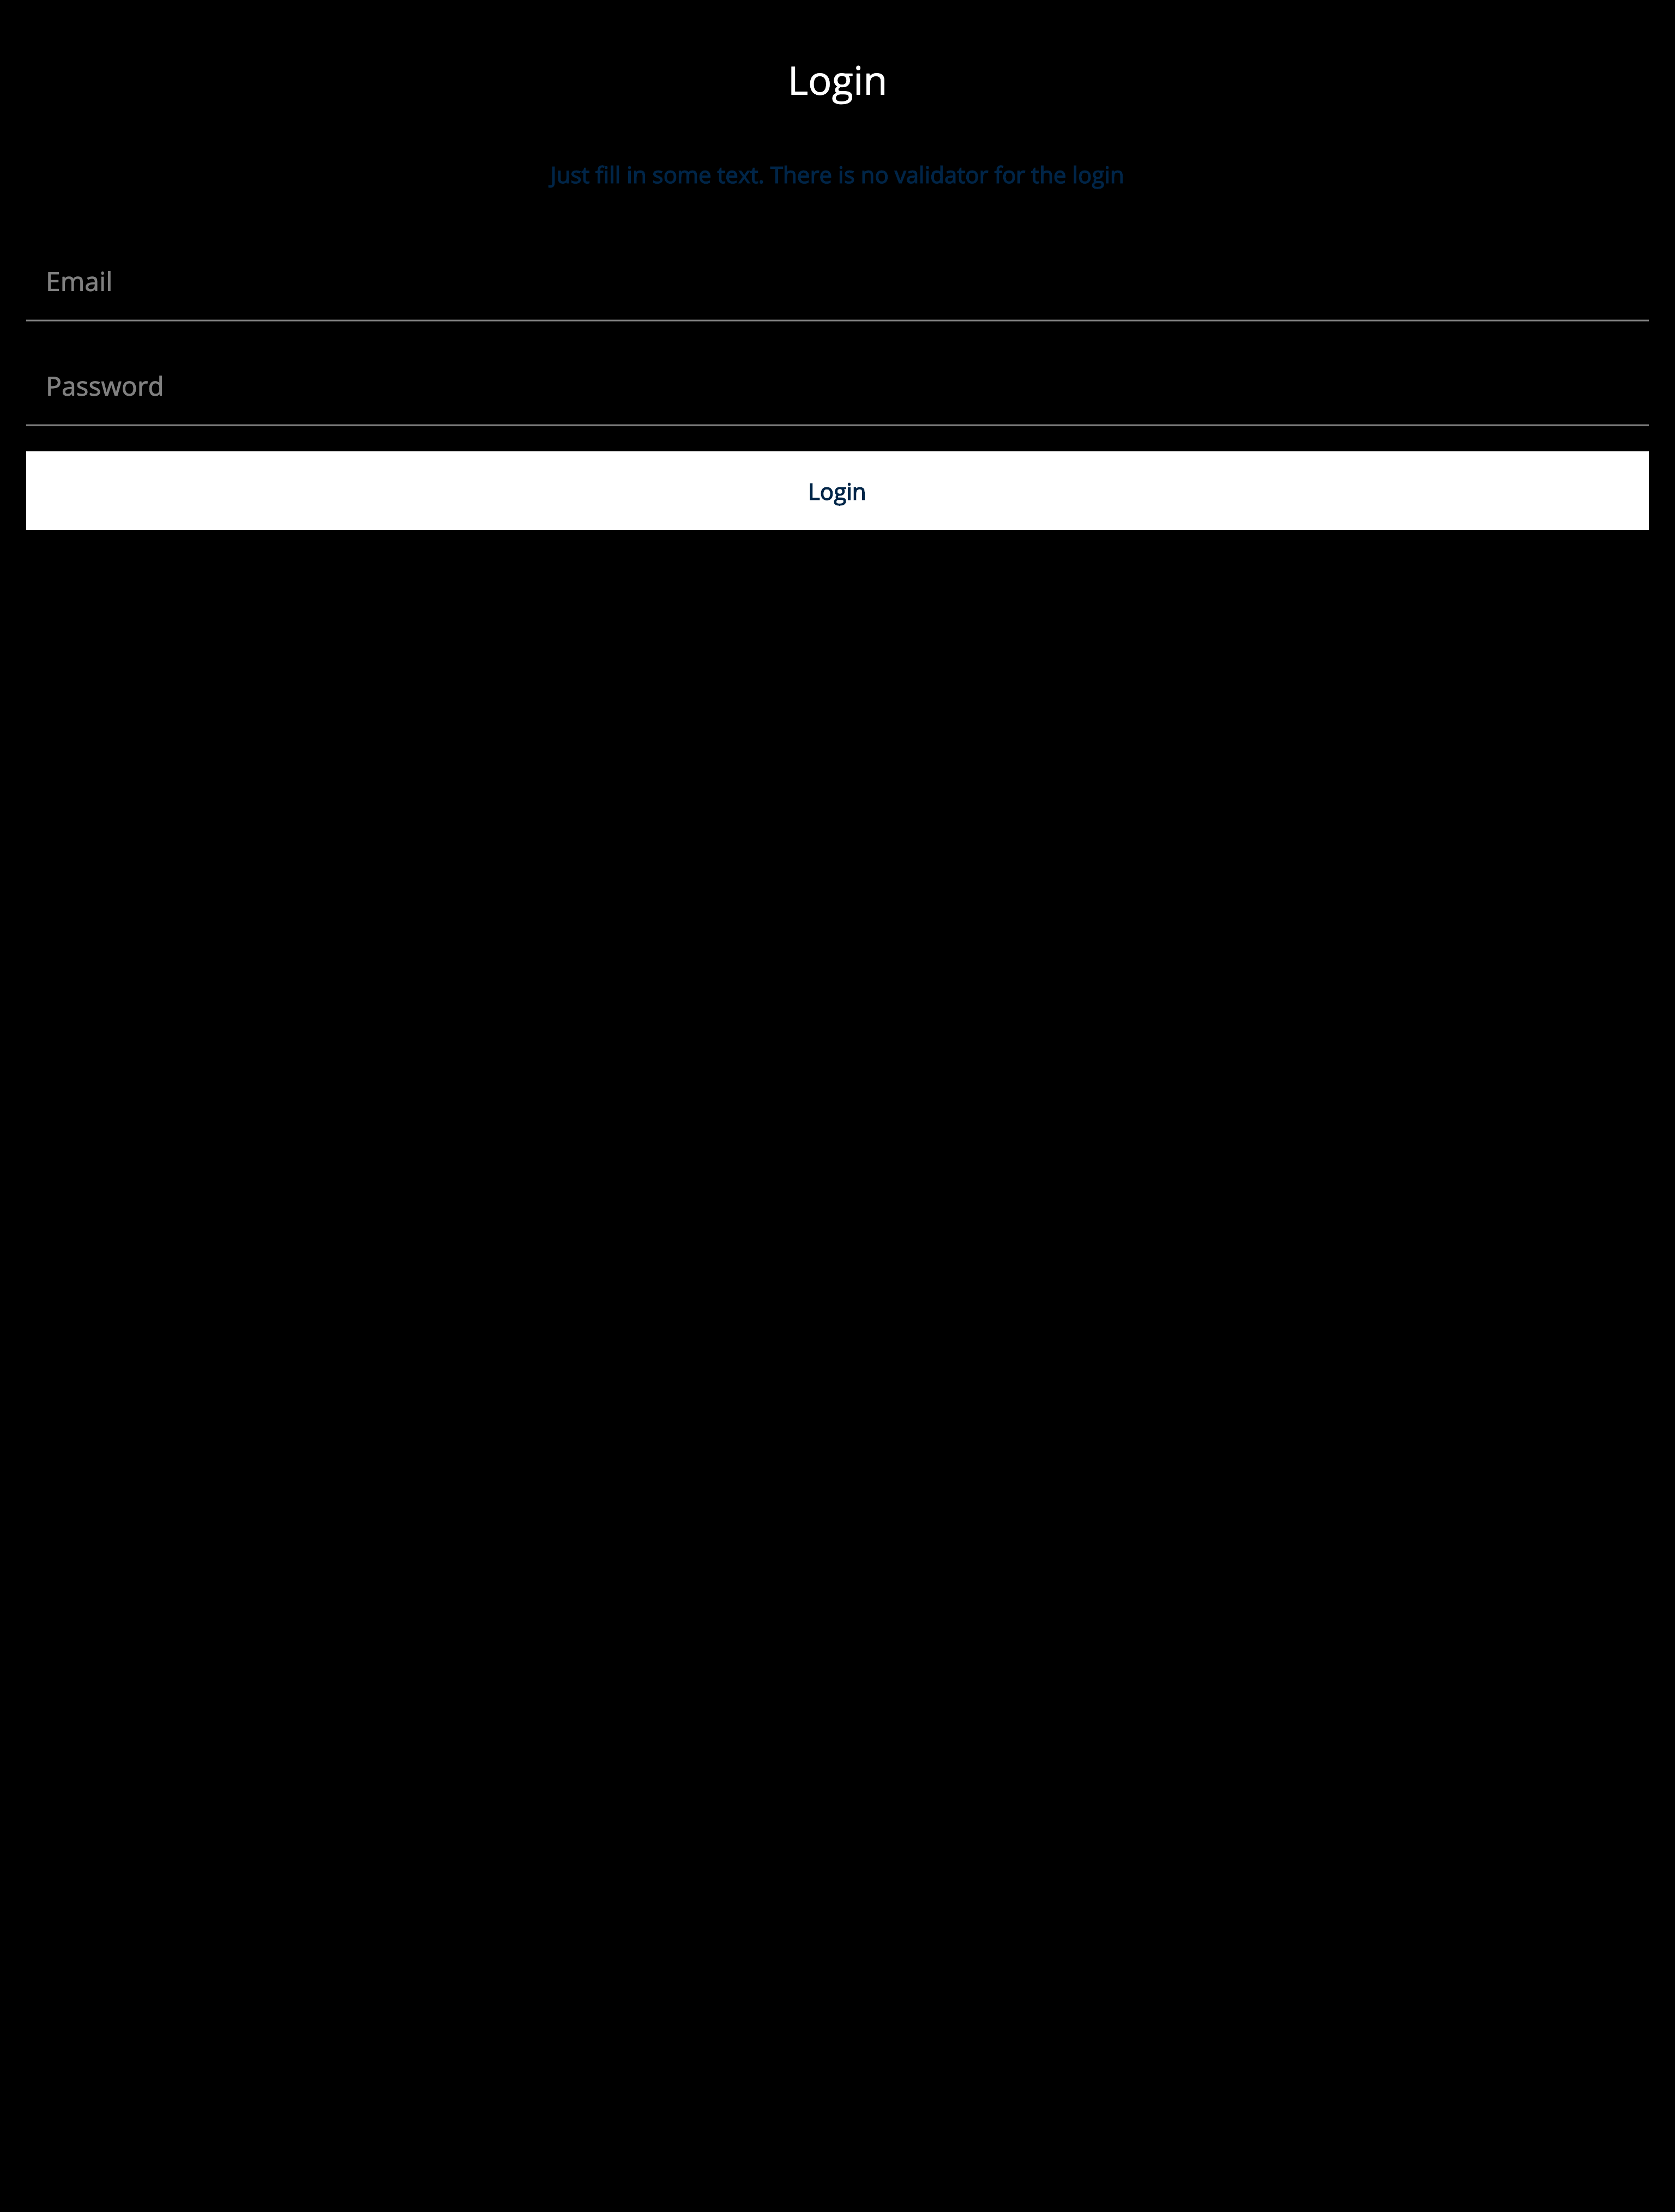 Login
Just fill in some text. There is no validator for the login
Email
Password
Login